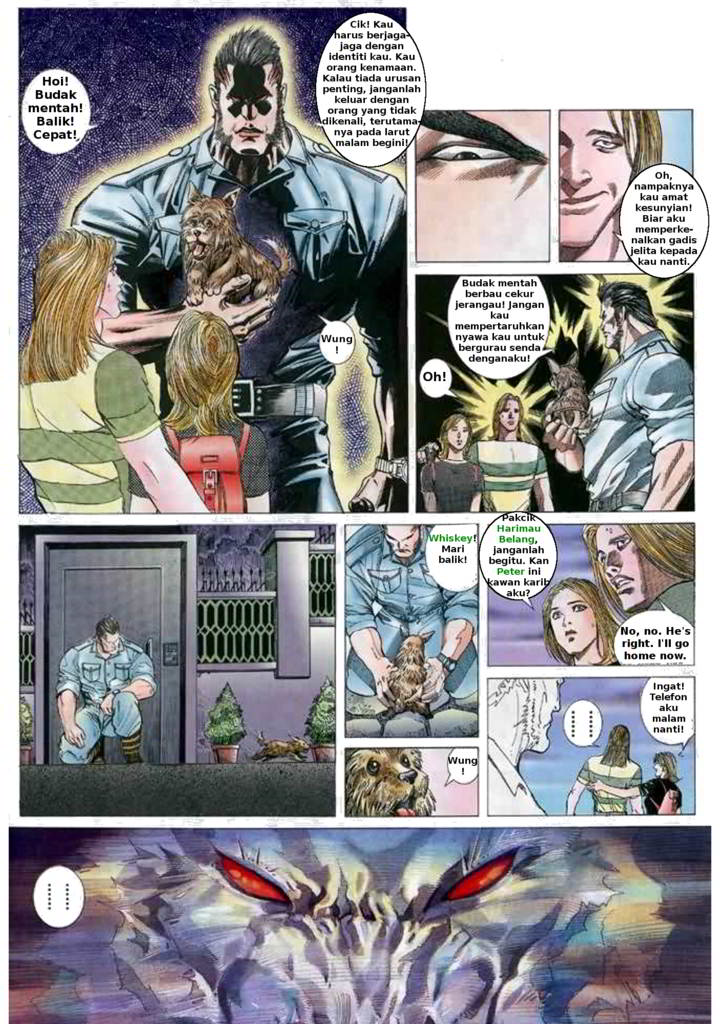 Hoi!
Budak
mentah!
Balik!
Cepat!
Cik! Kau
harus berjaga-
jaga dengan
identiti kau. Kau
orang kenamaan.
Kalau tiada urusan
penting, janganlah
keluar dengan
orang yang tidak
dikenali, terutama-
nya pada larut
malam begini!
Wung
!
Oh,
nampaknya
kau amat
kesunyian!
Biar aku
memperke-
nalkan gadis
jelita kepada
kau nanti.
Budak mentah
berbau cekur
jerangau! Jangan
kau
mempertaruhkan
nyawa kau untuk
bergurau senda
denganaku!
Oh!
Whiskey!
Mari
balik!
Wung
!
Pakcik
Harimau
Belang,
janganlah
begitu. Kan
Peter ini
kawan karib
aku?
No, no. He's
right. I'll go
home now.
Ingat!
Telefon
aku
malam
nanti!